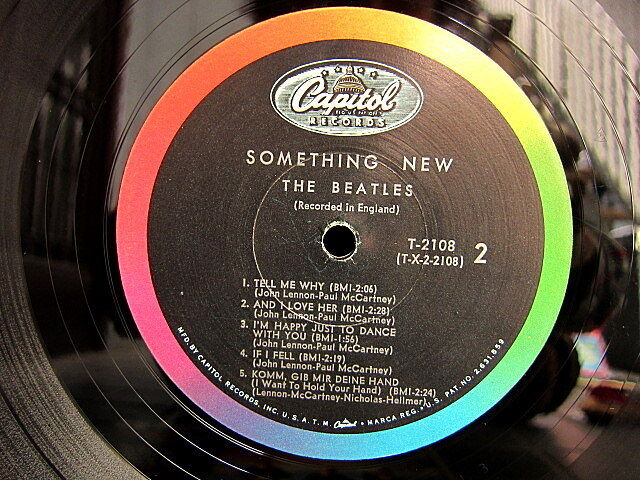 Capitol
RECORDS
SOMETHING NEW
THE BEATLES
(Recorded in England)
T-2108
(T-X-2-2108) 2
1. TELL ME WHY (BMI-2:06)
(John Lennon-Paul McCartney)
2. AND I LOVE HER (BMI-2:28)
(John Lennon-Paul McCartney)
3. I'M HAPPY JUST TO DANCE
WITH YOU (BMI-1:56)
(John Lennon-Paul McCartney)
4. IF I FELL (BMI-2:19)
(John Lennon-Paul McCartney)
5. KOMM, GIB MIR DEINE HAND
(I Want To Hold Your Hand) (BMI-2:24)
(Lennon-McCartney-Nicholas-Hellmer)
MFD. BY CAPITOL RECORDS, INC. U.S.A. T.M. Capitol MARCA REG. U.S. PAT. NO. 2,631,859